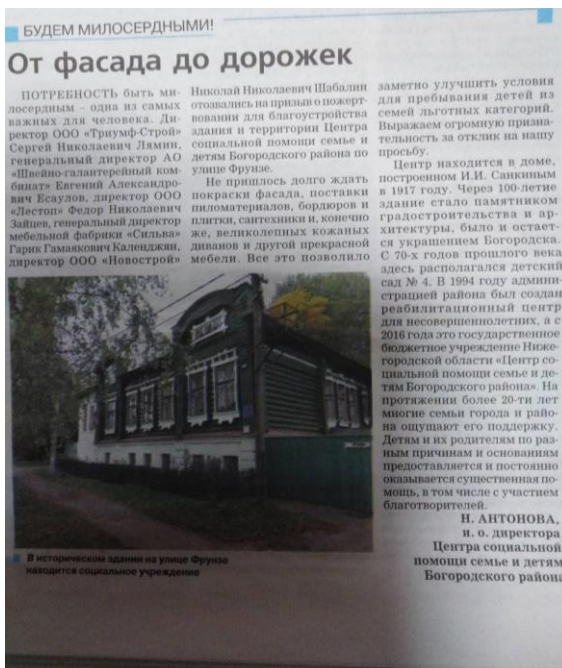 БУДЕМ МИЛОСЕРДНЫМИ!
От фасада до дорожек
ПОТРЕБНОСТЬ быть ми-
лосердным – одна из самых
важных для человека. Ди-
ректор ООО «Триумф-Строй»
Сергей Николаевич Лямин,
генеральный директор АО
«Швейно-галантерейный ком-
бинат» Евгений Александро-
вич Есаулов, директор ООО
«Лестоп» Федор Николаевич
Зайцев, генеральный директор
мебельной фабрики «Сильва»
Гарик Гамаякович Календжян,
директор ООО «Новострой»
Николай Николаевич Шабалин
отозвались на призыв о пожерт-
вовании для благоустройства
здания и территории Центра
социальной помощи семье и
детям Богородского района по
улице Фрунзе.
Не пришлось долго ждать
покраски фасада, поставки
пиломатериалов, бордюров и
плитки, сантехники и, конечно
же, великолепных кожаных
диванов и другой прекрасной
мебели. Все это позволило
заметно улучшить условия
для пребывания детей из
семей льготных категорий.
Выражаем огромную призна-
тельность за отклик на нашу
просьбу.
Центр находится в доме,
построенном И.И. Санкиным
в 1917 году. Через 100-летие
здание стало памятником
градостроительства и ар-
хитектуры, было и остает-
ся украшением Богородска.
С 70-х годов прошлого века
здесь располагался детский
сад № 4. В 1994 году админи-
страцией района был создан
реабилитационный центр
для несовершеннолетних, а с
2016 года это государственное
бюджетное учреждение Ниже-
городской области «Центр со-
циальной помощи семье и де-
тям Богородского района». На
протяжении более 20-ти лет
многие семьи города и райо-
на ощущают его поддержку.
Детям и их родителям по раз-
ным причинам и основаниям
предоставляется и постоянно
оказывается существенная по-
мощь, в том числе с участием
благотворителей.
Н. АНТОНОВА,
и. о. директора
Центра социальной
помощи семье и детям
Богородского района
В историческом здании на улице Фрунзе
находится социальное учреждение